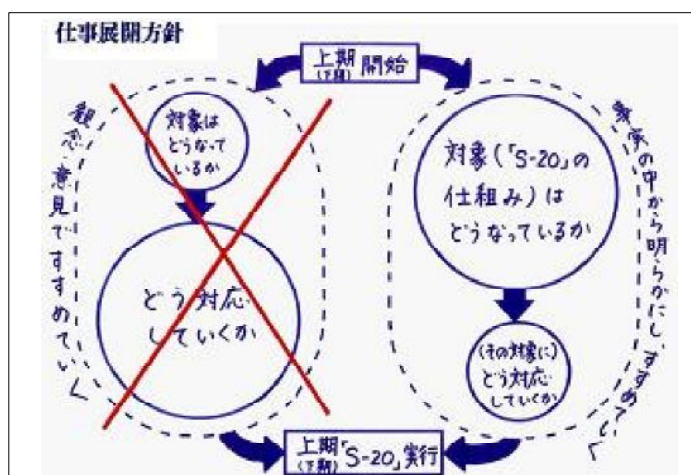 仕事展開方針
上期
(下期)
開始
観念・意見ですすめていく
対象は
どうなって
いるか
どう対応
していくか
対象(「S-20」の
仕組み)は
どうなっているか
(その対象に)
どう対応
していくか
事実の中から明らかにし、すすめていく
上期
(下期)
「S-20」実行